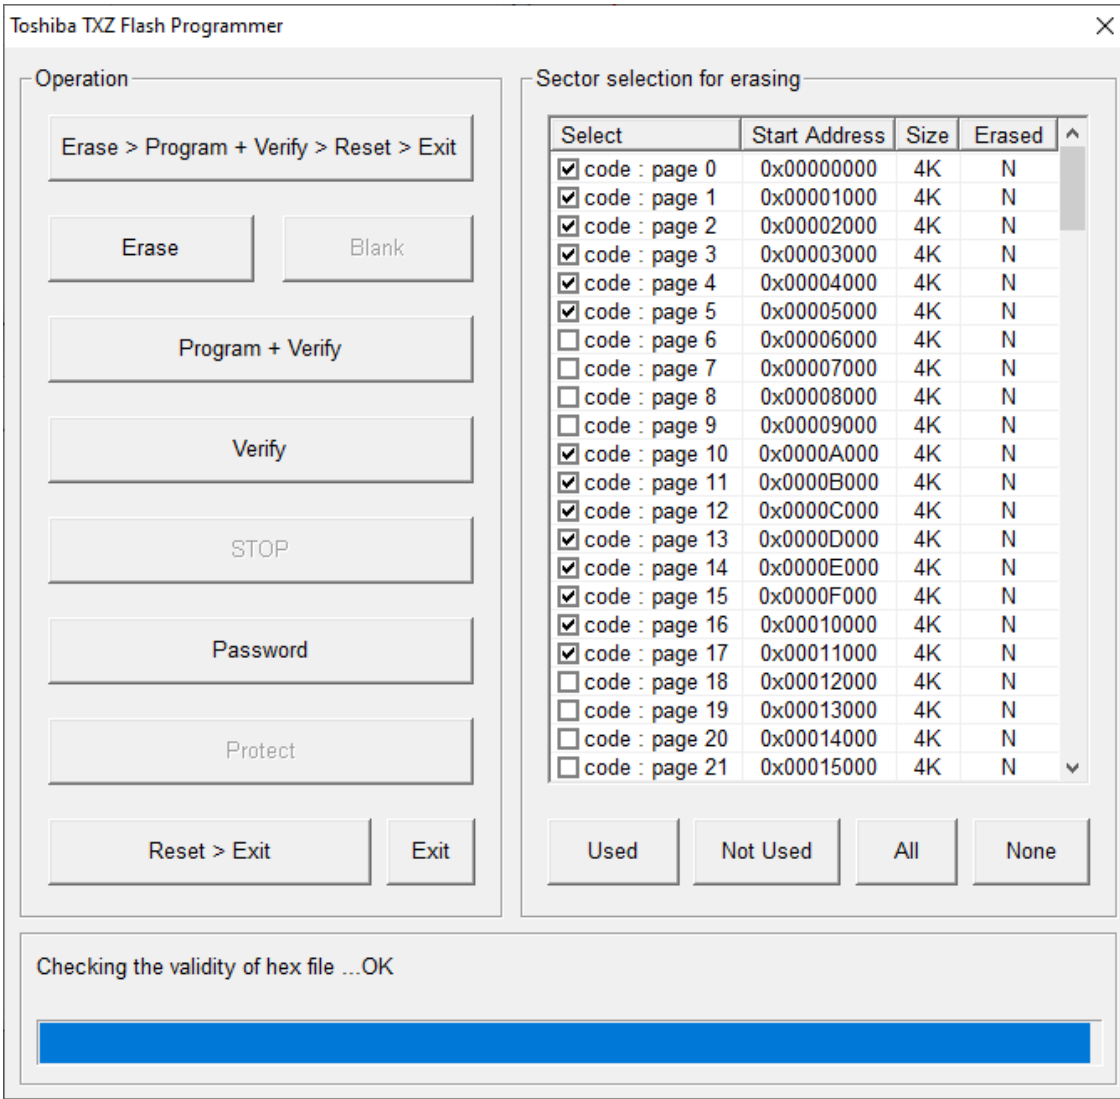 Toshiba TXZ Flash Programmer
Operation
Erase > Program + Verify > Reset > Exit
Erase Blank
Program + Verify
Verify
STOP
Password
Protect
Reset > Exit Exit
Sector selection for erasing
Select Start Address Size Erased
code : page 0 0x00000000 4K N
code : page 1 0x00001000 4K N
code : page 2 0x00002000 4K N
code : page 3 0x00003000 4K N
code : page 4 0x00004000 4K N
code : page 5 0x00005000 4K N
code : page 6 0x00006000 4K N
code : page 7 0x00007000 4K N
code : page 8 0x00008000 4K N
code : page 9 0x00009000 4K N
code : page 10 0x0000A000 4K N
code : page 11 0x0000B000 4K N
code : page 12 0x0000C000 4K N
code : page 13 0x0000D000 4K N
code : page 14 0x0000E000 4K N
code : page 15 0x0000F000 4K N
code : page 16 0x00010000 4K N
code : page 17 0x00011000 4K N
code : page 18 0x00012000 4K N
code : page 19 0x00013000 4K N
code : page 20 0x00014000 4K N
code : page 21 0x00015000 4K N
Used Not Used All None
Checking the validity of hex file ...OK